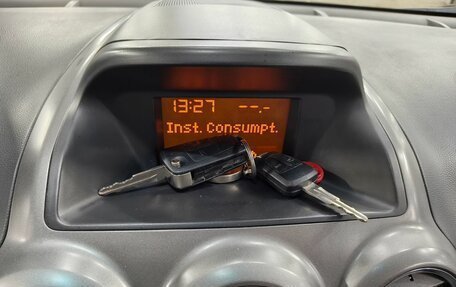 13:27 --.-
Inst. Consumpt.